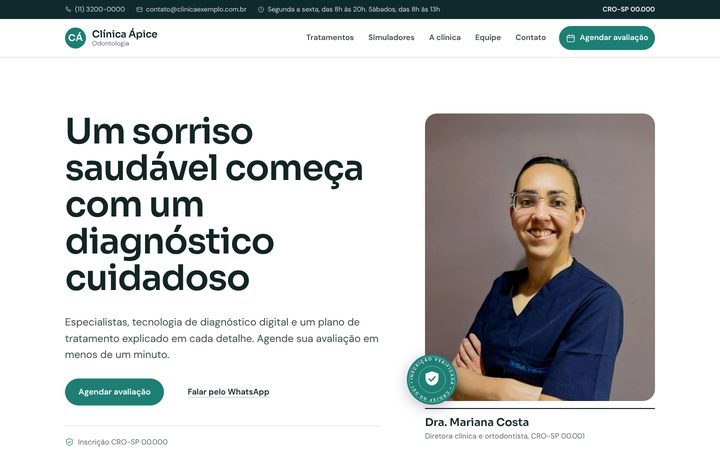 (11) 3200-0000
contato@clinicaexemplo.com.br
Segunda a sexta, das 8h às 20h. Sábados, das 8h às 13h
CRO-SP 00.000
CÁ
Clínica Ápice
Odontologia
Tratamentos
Simuladores
A clínica
Equipe
Contato
Agendar avaliação
Um sorriso
saudável começa
com um
diagnóstico
cuidadoso
Especialistas, tecnologia de diagnóstico digital e um plano de
tratamento explicado em cada detalhe. Agende sua avaliação em
menos de um minuto.
Agendar avaliação
Falar pelo WhatsApp
Inscrição CRO-SP 00.000
INSCRIÇÃO VERIFICADA
Dra. Mariana Costa
Diretora clínica e ortodontista, CRO-SP 00.001